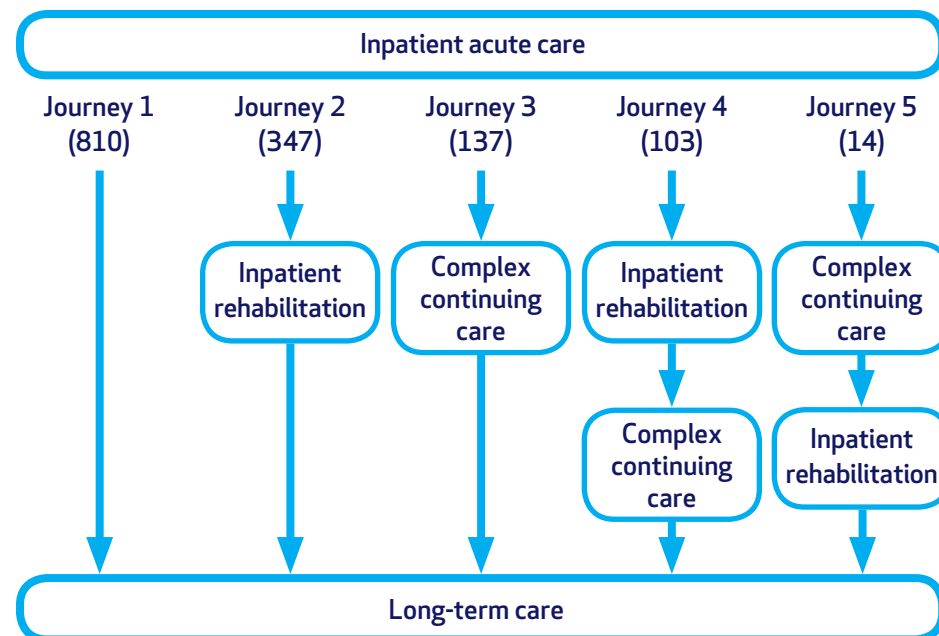 Inpatient acute care
Journey 1
(810)
Journey 2
(347)
Journey 3
(137)
Journey 4
(103)
Journey 5
(14)
Inpatient
rehabilitation
Complex
continuing
care
Inpatient
rehabilitation
Complex
continuing
care
Complex
continuing
care
Inpatient
rehabilitation
Long-term care